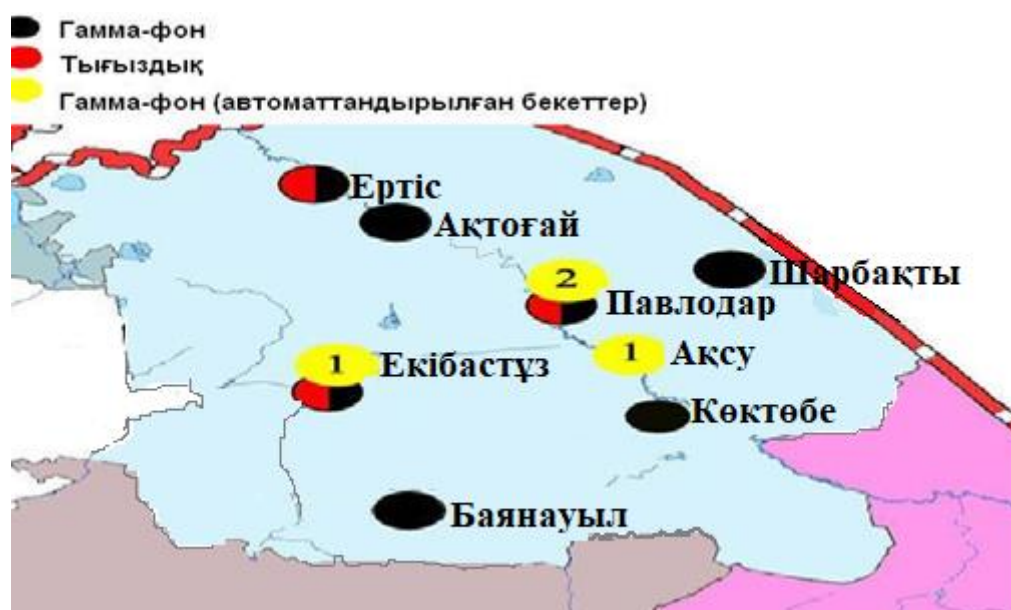 Гамма-фон
Тығыздық
Гамма-фон (автоматтандырылған бекеттер)
Ертіс
Ақтоғай
Шарбақты
2
Павлодар
1
Екібастұз
1
Ақсу
Көктөбе
Баянауыл